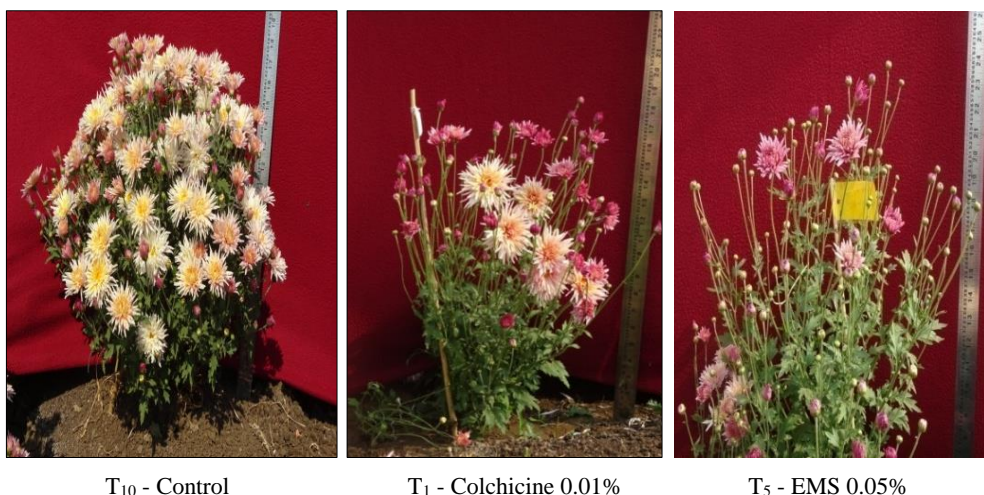 T₁₀ - Control
T₁ - Colchicine 0.01%
T₅ - EMS 0.05%